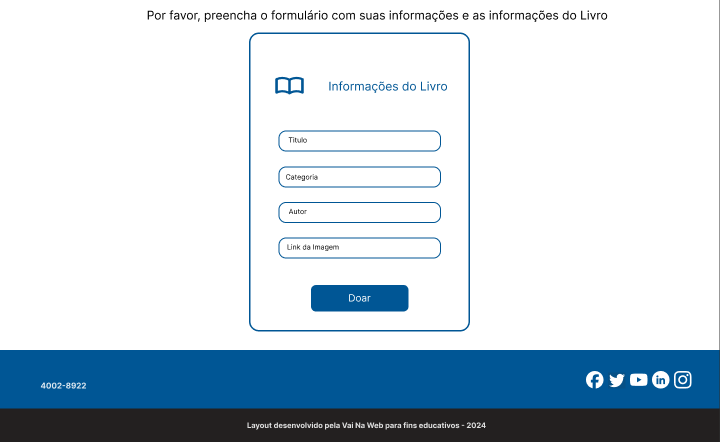 Por favor, preencha o formulário com suas informações e as informações do Livro
Informações do Livro
Titulo
Categoria
Autor
Link da Imagem
Doar
4002-8922
Layout desenvolvido pela Vai Na Web para fins educativos - 2024